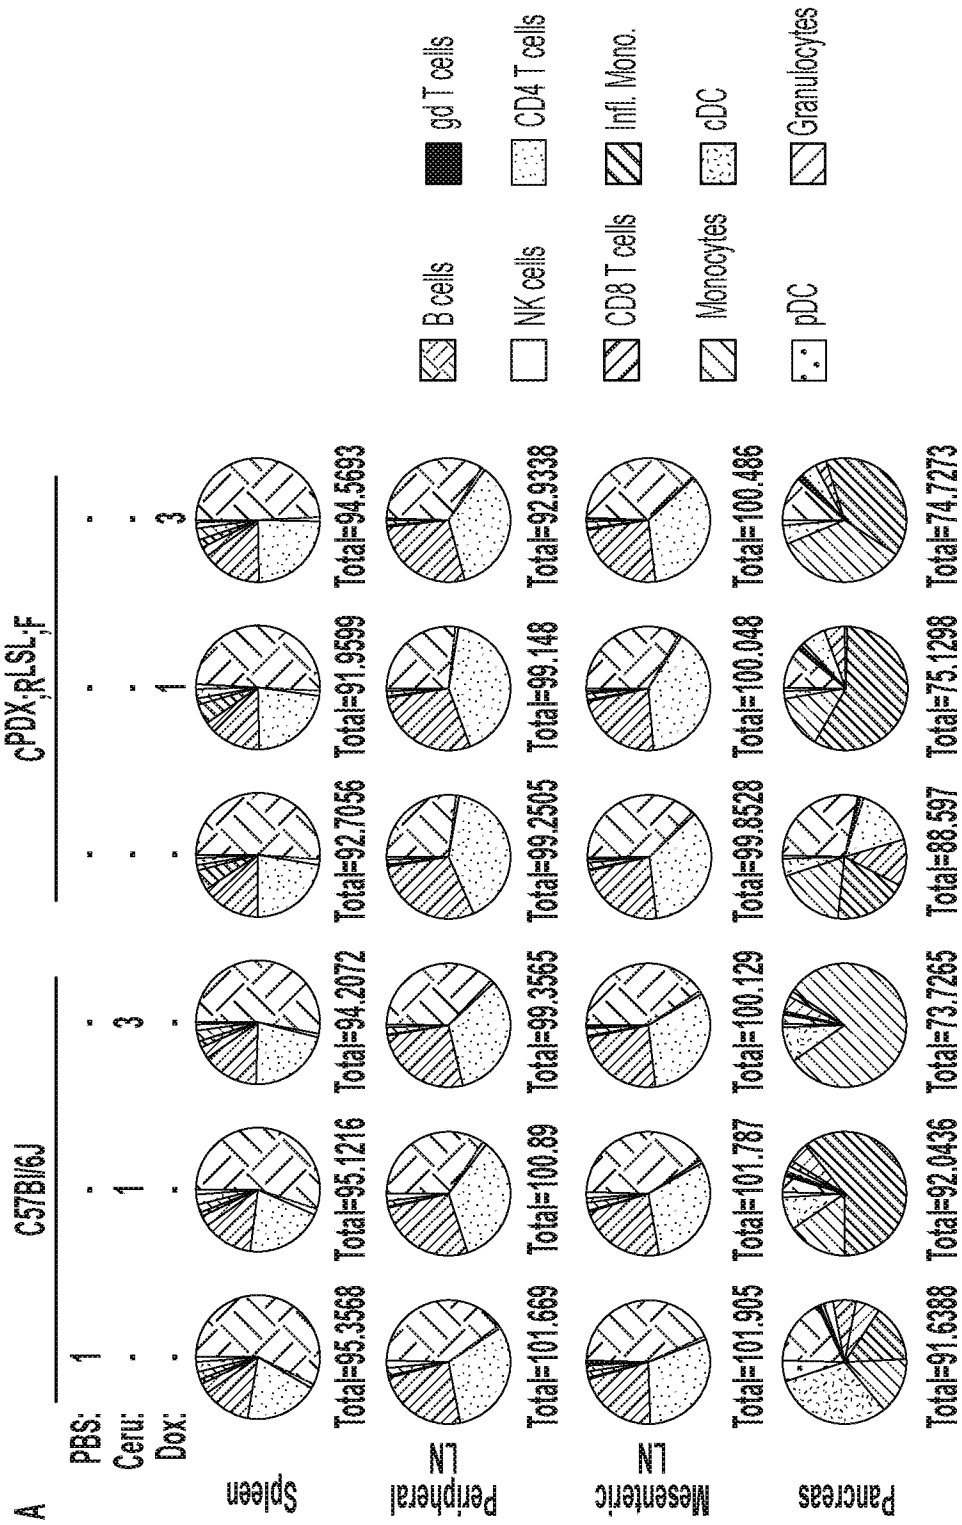 A
C57Bl/6J
CPDX;RLSL;F
PBS: 1 - - - - -
Ceru: - 1 3 - - -
Dox: - - - - 1 3
Spleen
Total=95.3568 Total=95.1216 Total=94.2072 Total=92.7056 Total=91.9599 Total=94.5693
Peripheral
LN
Total=101.669 Total=100.89 Total=99.3565 Total=99.2505 Total=99.148 Total=92.9338
Mesenteric
LN
Total=101.905 Total=101.787 Total=100.129 Total=99.8528 Total=100.048 Total=100.486
Pancreas
Total=91.6388 Total=92.0436 Total=73.7265 Total=88.597 Total=75.1298 Total=74.7273
B cells gd T cells
NK cells CD4 T cells
CD8 T cells Infl. Mono.
Monocytes cDC
pDC Granulocytes